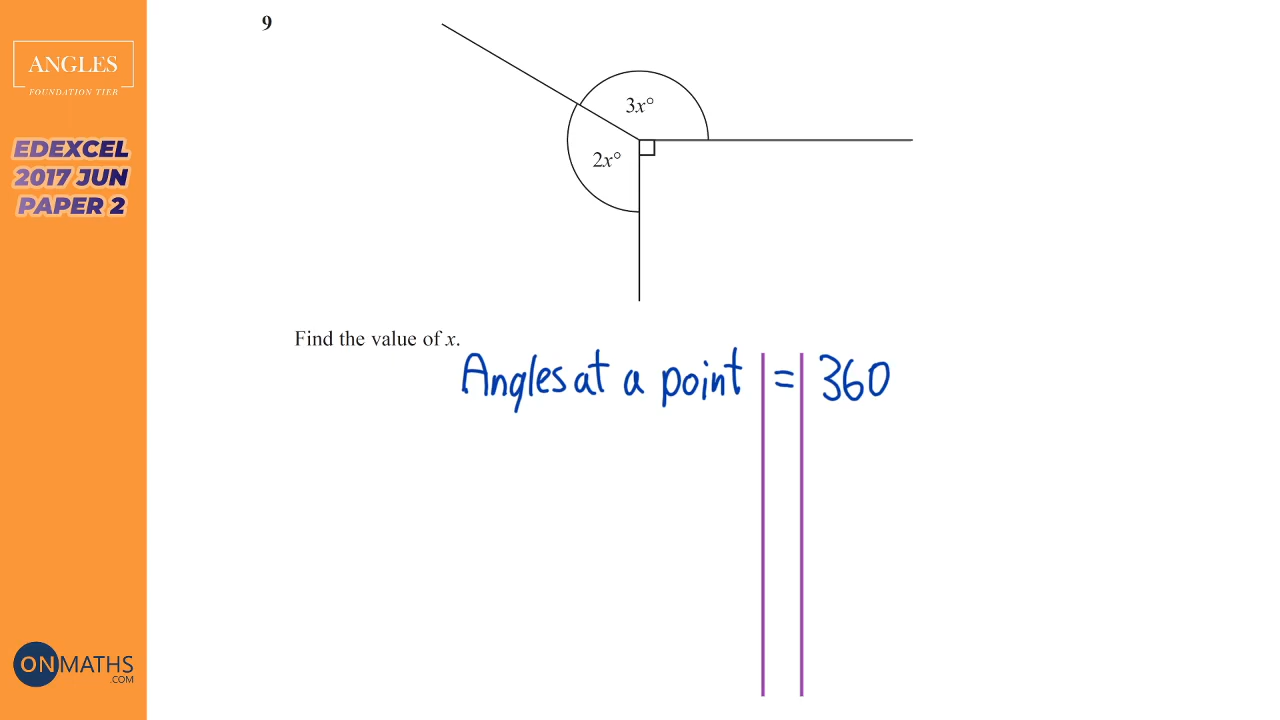 ANGLES
FOUNDATION TIER
EDEXCEL
2017 JUN
PAPER 2
9
3x°
2x°
Find the value of x.
Angles at a point = 360
ONMATHS
.COM